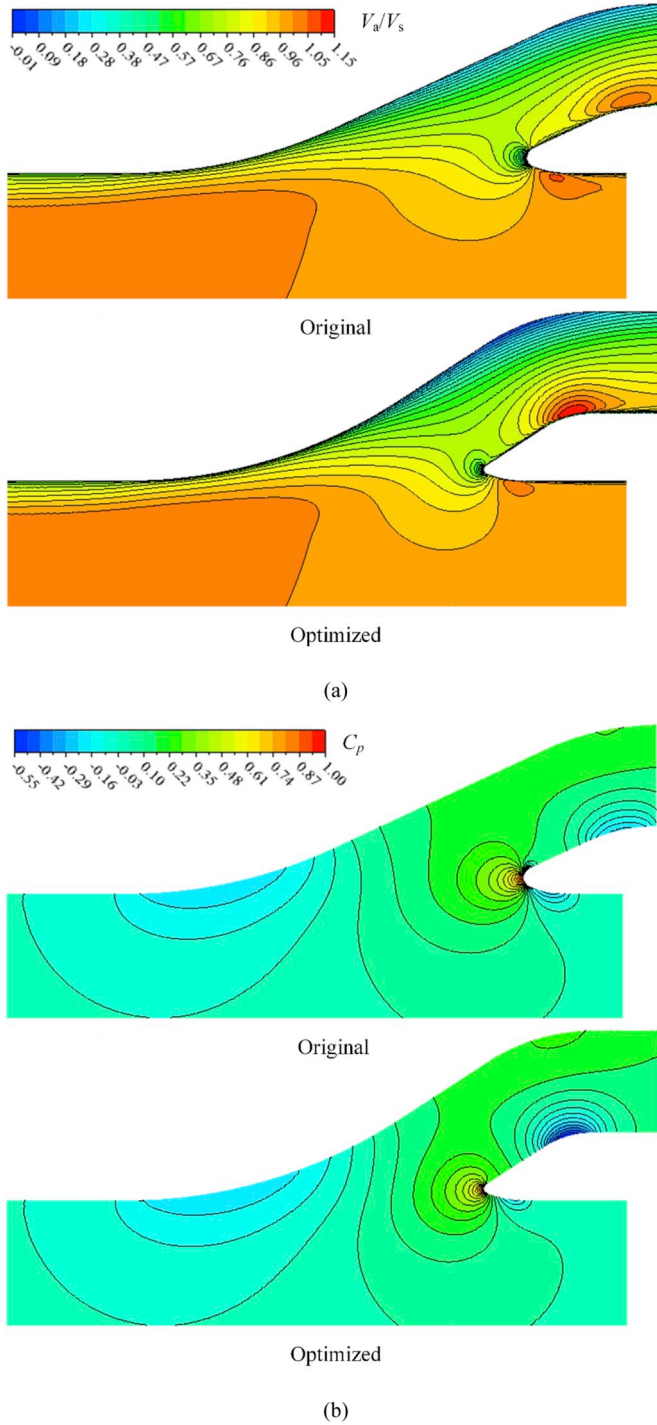 Va/Vs
-0.01 0.09 0.18 0.28 0.38 0.47 0.57 0.67 0.76 0.86 0.96 1.05 1.15
Original
Optimized
(a)
Cp
-0.55 -0.42 -0.29 -0.16 -0.03 0.10 0.22 0.35 0.48 0.61 0.74 0.87 1.00
Original
Optimized
(b)